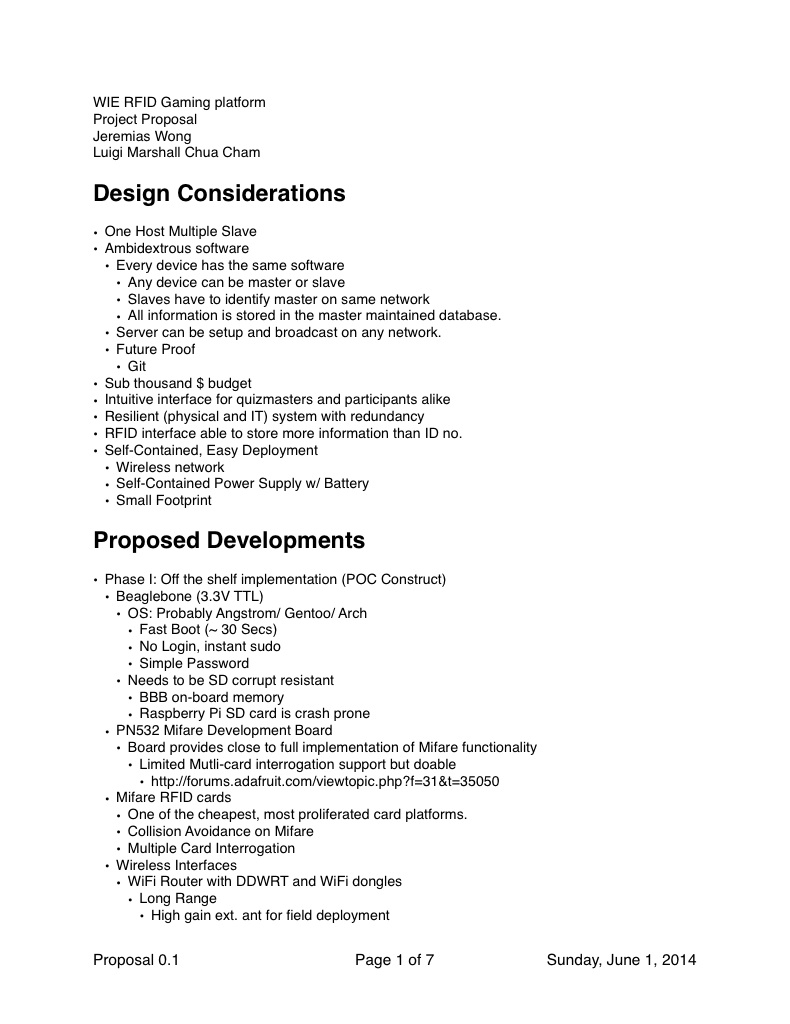 WIE RFID Gaming platform
Project Proposal
Jeremias Wong
Luigi Marshall Chua Cham
Design Considerations
• One Host Multiple Slave
• Ambidextrous software
• Every device has the same software
• Any device can be master or slave
• Slaves have to identify master on same network
• All information is stored in the master maintained database.
• Server can be setup and broadcast on any network.
• Future Proof
• Git
• Sub thousand $ budget
• Intuitive interface for quizmasters and participants alike
• Resilient (physical and IT) system with redundancy
• RFID interface able to store more information than ID no.
• Self-Contained, Easy Deployment
• Wireless network
• Self-Contained Power Supply w/ Battery
• Small Footprint
Proposed Developments
• Phase I: Off the shelf implementation (POC Construct)
• Beaglebone (3.3V TTL)
• OS: Probably Angstrom/ Gentoo/ Arch
• Fast Boot (~ 30 Secs)
• No Login, instant sudo
• Simple Password
• Needs to be SD corrupt resistant
• BBB on-board memory
• Raspberry Pi SD card is crash prone
• PN532 Mifare Development Board
• Board provides close to full implementation of Mifare functionality
• Limited Mutli-card interrogation support but doable
• http://forums.adafruit.com/viewtopic.php?f=31&t=35050
• Mifare RFID cards
• One of the cheapest, most proliferated card platforms.
• Collision Avoidance on Mifare
• Multiple Card Interrogation
• Wireless Interfaces
• WiFi Router with DDWRT and WiFi dongles
• Long Range
• High gain ext. ant for field deployment
Proposal 0.1 Page 1 of 7 Sunday, June 1, 2014